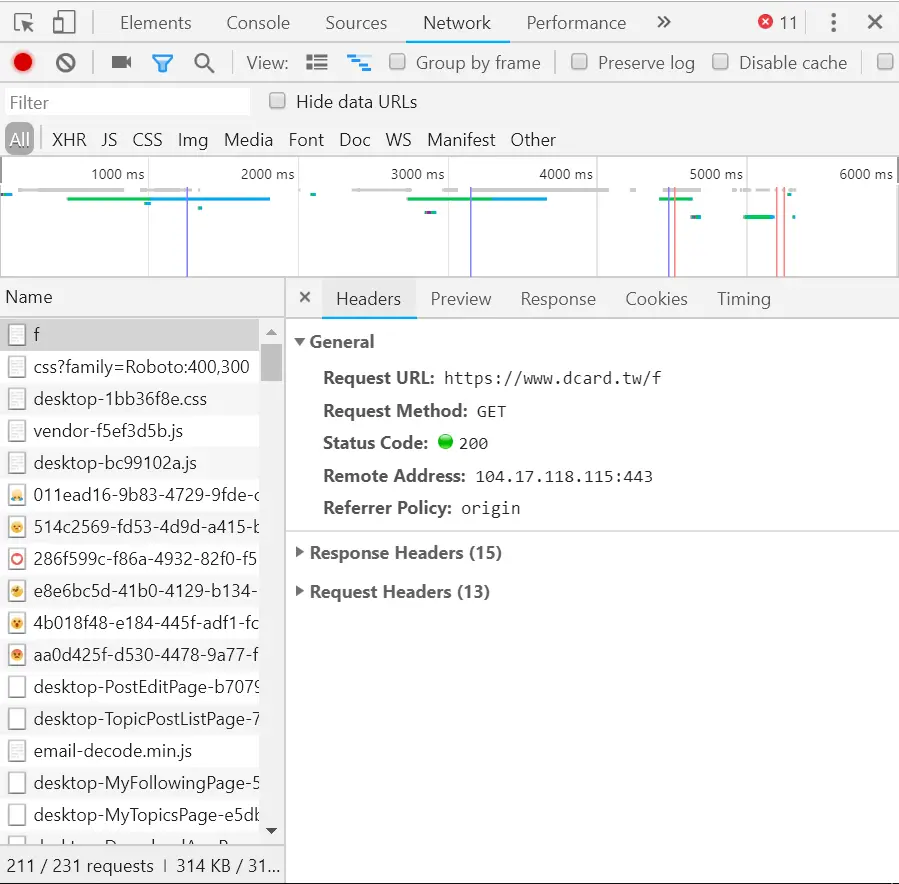 Elements Console Sources Network Performance » 11
View: Group by frame Preserve log Disable cache
Filter Hide data URLs
All XHR JS CSS Img Media Font Doc WS Manifest Other
1000 ms 2000 ms 3000 ms 4000 ms 5000 ms 6000 ms
Name
Headers Preview Response Cookies Timing
f
css?family=Roboto:400,300
desktop-1bb36f8e.css
vendor-f5ef3d5b.js
desktop-bc99102a.js
011ead16-9b83-4729-9fde-
514c2569-fd53-4d9d-a415-b
286f599c-f86a-4932-82f0-f5
e8e6bc5d-41b0-4129-b134-
4b018f48-e184-445f-adf1-fc
aa0d425f-d530-4478-9a77-f
desktop-PostEditPage-b7079
desktop-TopicPostListPage-7
email-decode.min.js
desktop-MyFollowingPage-5
desktop-MyTopicsPage-e5db
211 / 231 requests | 314 KB / 31...
General
Request URL: https://www.dcard.tw/f
Request Method: GET
Status Code: 200
Remote Address: 104.17.118.115:443
Referrer Policy: origin
Response Headers (15)
Request Headers (13)